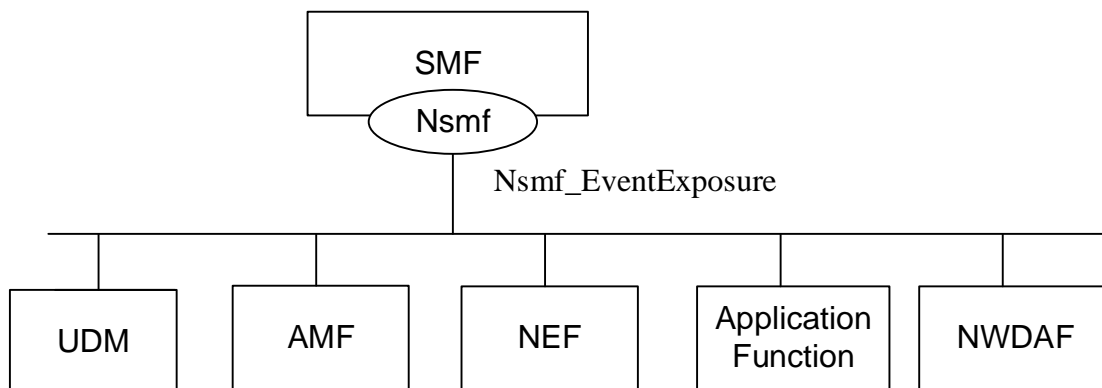 SMF
Nsmf
Nsmf_EventExposure
UDM
AMF
NEF
Application
Function
NWDAF